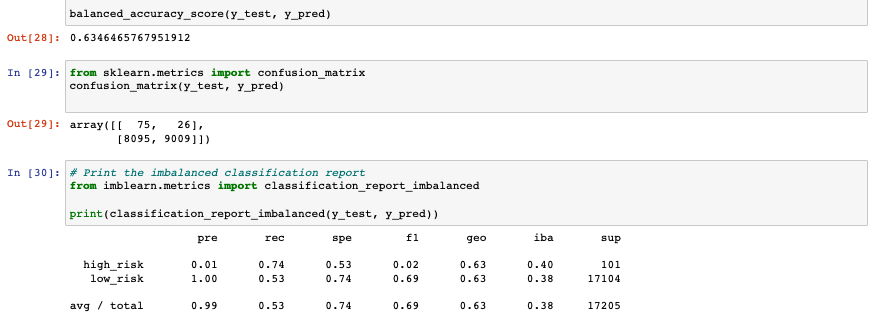 balanced_accuracy_score(y_test, y_pred)
Out[28]: 0.6346465767951912
In [29]: from sklearn.metrics import confusion_matrix
confusion_matrix(y_test, y_pred)
Out[29]: array([[  75,   26],
       [8095, 9009]])
In [30]: # Print the imbalanced classification report
from imblearn.metrics import classification_report_imbalanced
print(classification_report_imbalanced(y_test, y_pred))
pre rec spe f1 geo iba sup
high_risk 0.01 0.74 0.53 0.02 0.63 0.40 101
low_risk 1.00 0.53 0.74 0.69 0.63 0.38 17104
avg / total 0.99 0.53 0.74 0.69 0.63 0.38 17205